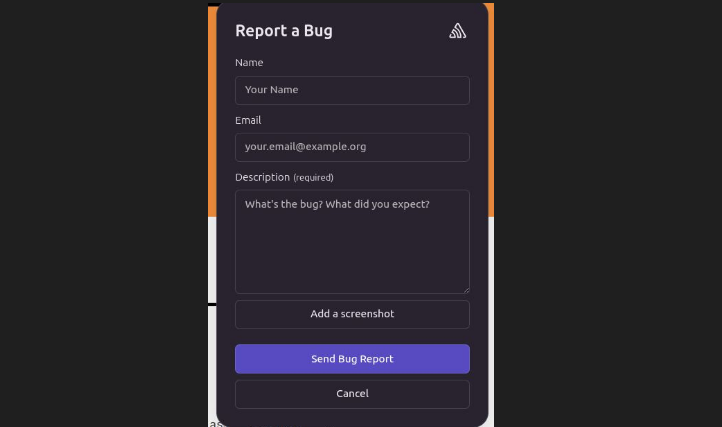 Report a Bug
Name
Your Name
Email
your.email@example.org
Description (required)
What's the bug? What did you expect?
Add a screenshot
Send Bug Report
Cancel
as